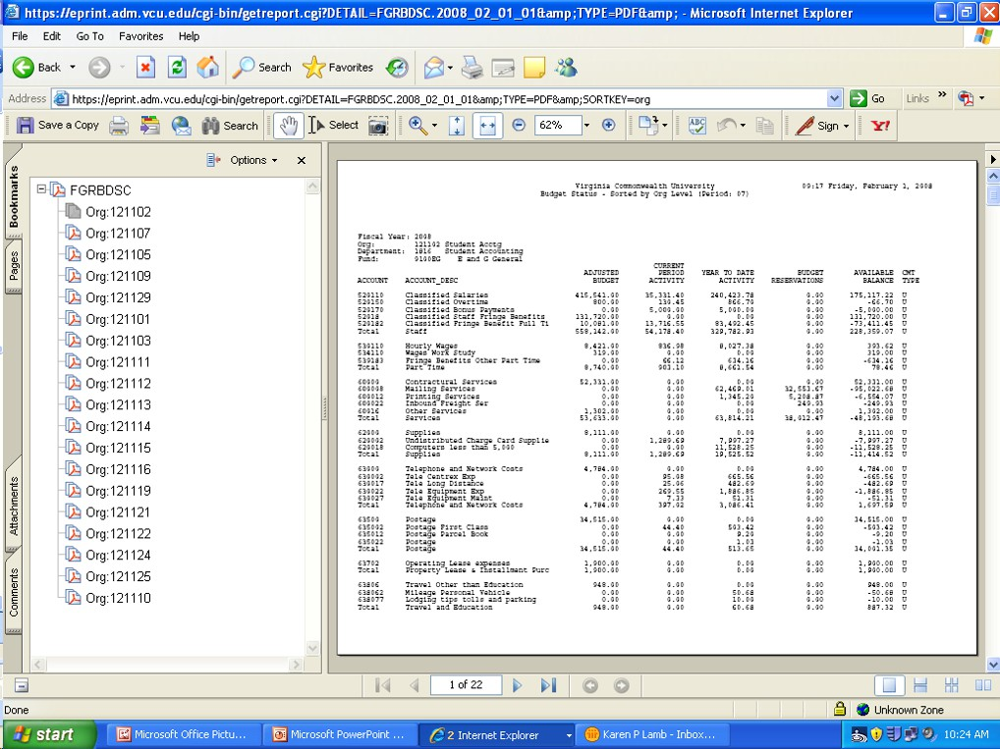 https://eprint.adm.vcu.edu/cgi-bin/getreport.cgi?DETAIL=FGRBDSC.2008_02_01_01&amp;TYPE=PDF&amp; - Microsoft Internet Explorer
File Edit Go To Favorites Help
Back Search Favorites
Address https://eprint.adm.vcu.edu/cgi-bin/getreport.cgi?DETAIL=FGRBDSC.2008_02_01_01&amp;TYPE=PDF&amp;SORTKEY=org Go Links »
Save a Copy Search Select 62% Sign Y!
Options
Bookmarks
Pages
Attachments
Comments
FGRBDSC
Org:121102
Org:121107
Org:121105
Org:121109
Org:121129
Org:121101
Org:121103
Org:121111
Org:121112
Org:121113
Org:121114
Org:121115
Org:121116
Org:121119
Org:121121
Org:121122
Org:121124
Org:121125
Org:121110
Virginia Commonwealth University 09:17 Friday, February 1, 2008
Budget Status - Sorted by Org Level (Period: 07)
Fiscal Year: 2008
Org: 121102 Student Acctg
Department: 1816 Student Accounting
Fund: 9100EG E and G General
ACCOUNT ACCOUNT_DESC ADJUSTED BUDGET CURRENT PERIOD ACTIVITY YEAR TO DATE ACTIVITY BUDGET RESERVATIONS AVAILABLE BALANCE CMT TYPE
520110 Classified Salaries 415,541.00 35,331.40 240,423.78 0.00 175,117.22 U
520150 Classified Overtime 800.00 130.45 866.70 0.00 -66.70 U
520170 Classified Bonus Payments 0.00 5,000.00 5,000.00 0.00 -5,000.00 U
52018 Classified Staff Fringe Benefits 131,720.00 0.00 0.00 0.00 131,720.00 U
520182 Classified Fringe Benefit Full Ti 10,081.00 13,716.55 83,492.45 0.00 -73,411.45 U
Total Staff 558,142.00 54,178.40 329,782.93 0.00 228,359.07 U
530110 Hourly Wages 8,421.00 836.98 8,027.38 0.00 393.62 U
534110 Wages Work Study 319.00 0.00 0.00 0.00 319.00 U
539183 Fringe Benefits Other Part Time 0.00 66.12 634.16 0.00 -634.16 U
Total Part Time 8,740.00 903.10 8,661.54 0.00 78.46 U
60000 Contractural Services 52,331.00 0.00 0.00 0.00 52,331.00 U
600008 Mailing Services 0.00 0.00 62,469.01 32,553.67 -95,022.68 U
600012 Printing Services 0.00 0.00 1,345.20 5,208.87 -6,554.07 U
600022 Inbound Freight Ser 0.00 0.00 0.00 249.93 -249.93 U
60016 Other Services 1,302.00 0.00 0.00 0.00 1,302.00 U
Total Services 53,633.00 0.00 63,814.21 38,012.47 -48,193.68 U
62000 Supplies 8,111.00 0.00 0.00 0.00 8,111.00 U
620002 Undistributed Charge Card Supplie 0.00 1,289.69 7,997.27 0.00 -7,997.27 U
620018 Computers less than 5,000 0.00 0.00 11,528.25 0.00 -11,528.25 U
Total Supplies 8,111.00 1,289.69 19,525.52 0.00 -11,414.52 U
63000 Telephone and Network Costs 4,784.00 0.00 0.00 0.00 4,784.00 U
630002 Tele Centrex Exp 0.00 95.08 665.56 0.00 -665.56 U
630017 Tele Long Distance 0.00 25.06 482.69 0.00 -482.69 U
630022 Tele Equipment Exp 0.00 269.55 1,886.85 0.00 -1,886.85 U
630027 Tele Equipment Maint 0.00 7.33 51.31 0.00 -51.31 U
Total Telephone and Network Costs 4,784.00 397.02 3,086.41 0.00 1,697.59 U
63500 Postage 34,515.00 0.00 0.00 0.00 34,515.00 U
635002 Postage First Class 0.00 44.40 503.42 0.00 -503.42 U
635012 Postage Parcel Book 0.00 0.00 9.20 0.00 -9.20 U
635022 Postage 0.00 0.00 1.03 0.00 -1.03 U
Total Postage 34,515.00 44.40 513.65 0.00 34,001.35 U
63702 Operating Lease expenses 1,900.00 0.00 0.00 0.00 1,900.00 U
Total Property Lease & Installment Purc 1,900.00 0.00 0.00 0.00 1,900.00 U
63806 Travel Other than Education 948.00 0.00 0.00 0.00 948.00 U
638062 Mileage Personal Vehicle 0.00 0.00 50.68 0.00 -50.68 U
638077 Lodging tips tolls and parking 0.00 0.00 10.00 0.00 -10.00 U
Total Travel and Education 948.00 0.00 60.68 0.00 887.32 U
1 of 22
Done Unknown Zone
start Microsoft Office Pictu... Microsoft PowerPoint ... 2 Internet Explorer Karen P Lamb - Inbox... 10:24 AM